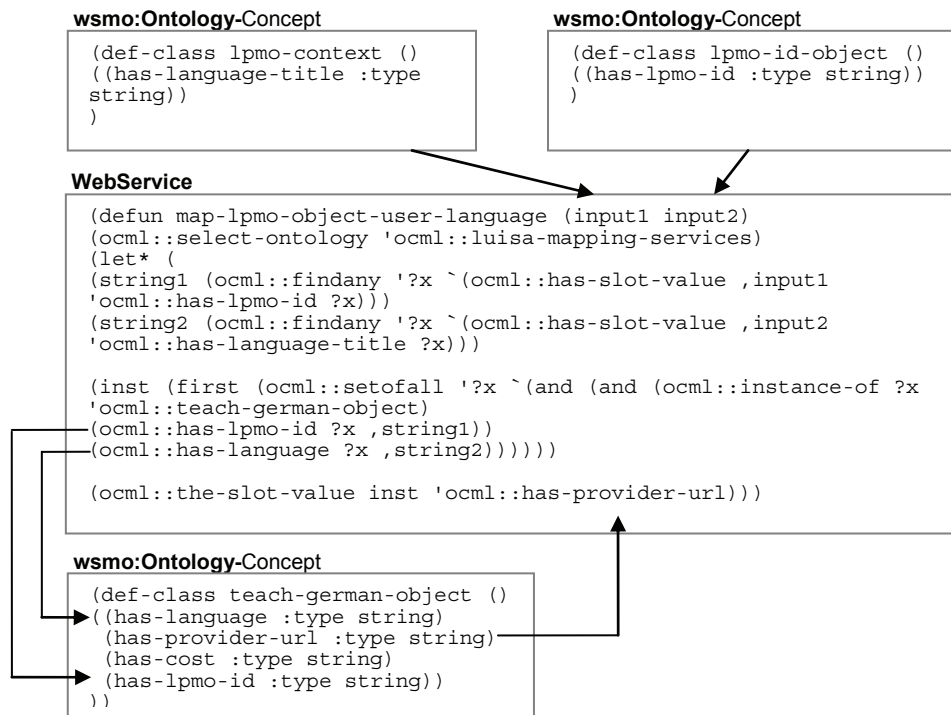 wsmo:Ontology-Concept
(def-class lpmo-context ()
((has-language-title :type
string))
)
wsmo:Ontology-Concept
(def-class lpmo-id-object ()
((has-lpmo-id :type string))
)
WebService
(defun map-lpmo-object-user-language (input1 input2)
(ocml::select-ontology 'ocml::luisa-mapping-services)
(let* (
(string1 (ocml::findany '?x `(ocml::has-slot-value ,input1
'ocml::has-lpmo-id ?x)))
(string2 (ocml::findany '?x `(ocml::has-slot-value ,input2
'ocml::has-language-title ?x)))
(inst (first (ocml::setofall '?x `(and (and (ocml::instance-of ?x
'ocml::teach-german-object)
(ocml::has-lpmo-id ?x ,string1))
(ocml::has-language ?x ,string2))))))
(ocml::the-slot-value inst 'ocml::has-provider-url)))
wsmo:Ontology-Concept
(def-class teach-german-object ()
((has-language :type string)
(has-provider-url :type string)
(has-cost :type string)
(has-lpmo-id :type string))
))